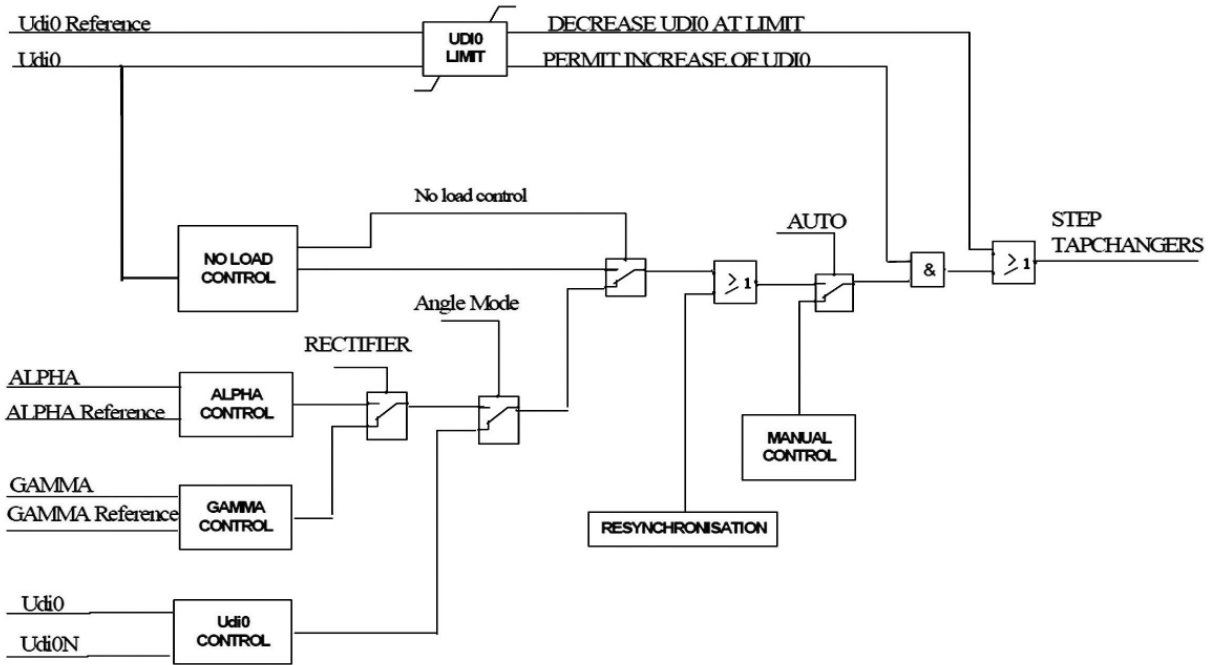 Udi0 Reference
Udi0
UDI0
LIMIT
DECREASE UDI0 AT LIMIT
PERMIT INCREASE OF UDI0
No load control
NO LOAD
CONTROL
AUTO
STEP
TAPCHANGERS
&
≥1
≥1
Angle Mode
RECTIFIER
ALPHA
ALPHA Reference
ALPHA
CONTROL
MANUAL
CONTROL
GAMMA
GAMMA Reference
GAMMA
CONTROL
RESYNCHRONISATION
Udi0
Udi0N
Udi0
CONTROL